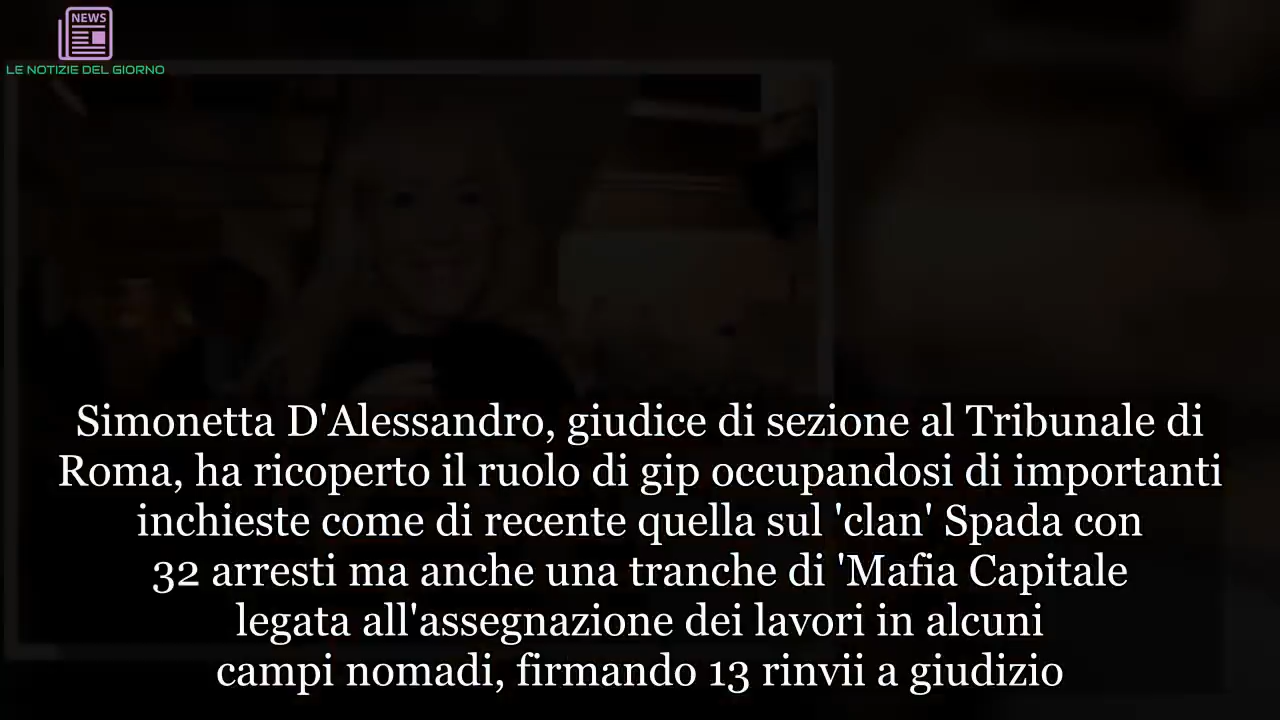 NEWS
LE NOTIZIE DEL GIORNO
Simonetta D'Alessandro, giudice di sezione al Tribunale di
Roma, ha ricoperto il ruolo di gip occupandosi di importanti
inchieste come di recente quella sul 'clan' Spada con
32 arresti ma anche una tranche di 'Mafia Capitale
legata all'assegnazione dei lavori in alcuni
campi nomadi, firmando 13 rinvii a giudizio